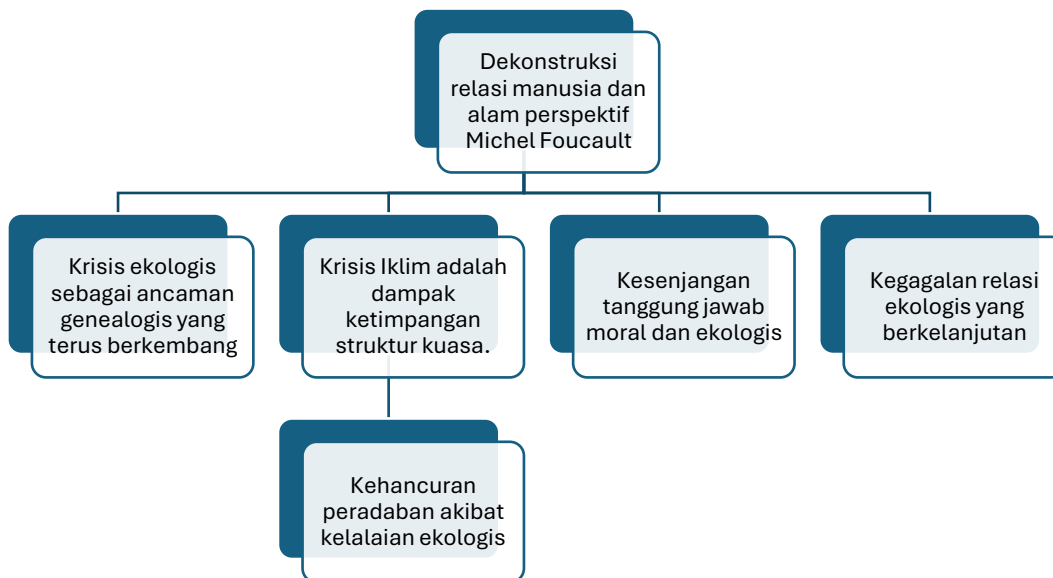 Dekonstruksi
relasi manusia dan
alam perspektif
Michel Foucault
Krisis ekologis
sebagai ancaman
genealogis yang
terus berkembang
Krisis Iklim adalah
dampak
ketimpangan
struktur kuasa.
Kesenjangan
tanggung jawab
moral dan ekologis
Kegagalan relasi
ekologis yang
berkelanjutan
Kehancuran
peradaban akibat
kelalaian ekologis